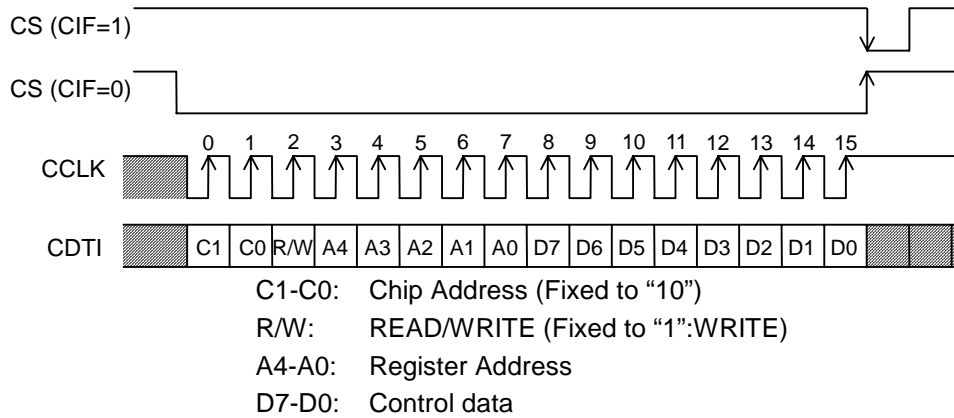 CS (CIF=1)
CS (CIF=0)
0 1 2 3 4 5 6 7 8 9 10 11 12 13 14 15
CCLK
CDTI C1 C0 R/W A4 A3 A2 A1 A0 D7 D6 D5 D4 D3 D2 D1 D0
C1-C0: Chip Address (Fixed to “10”)
R/W: READ/WRITE (Fixed to “1”:WRITE)
A4-A0: Register Address
D7-D0: Control data